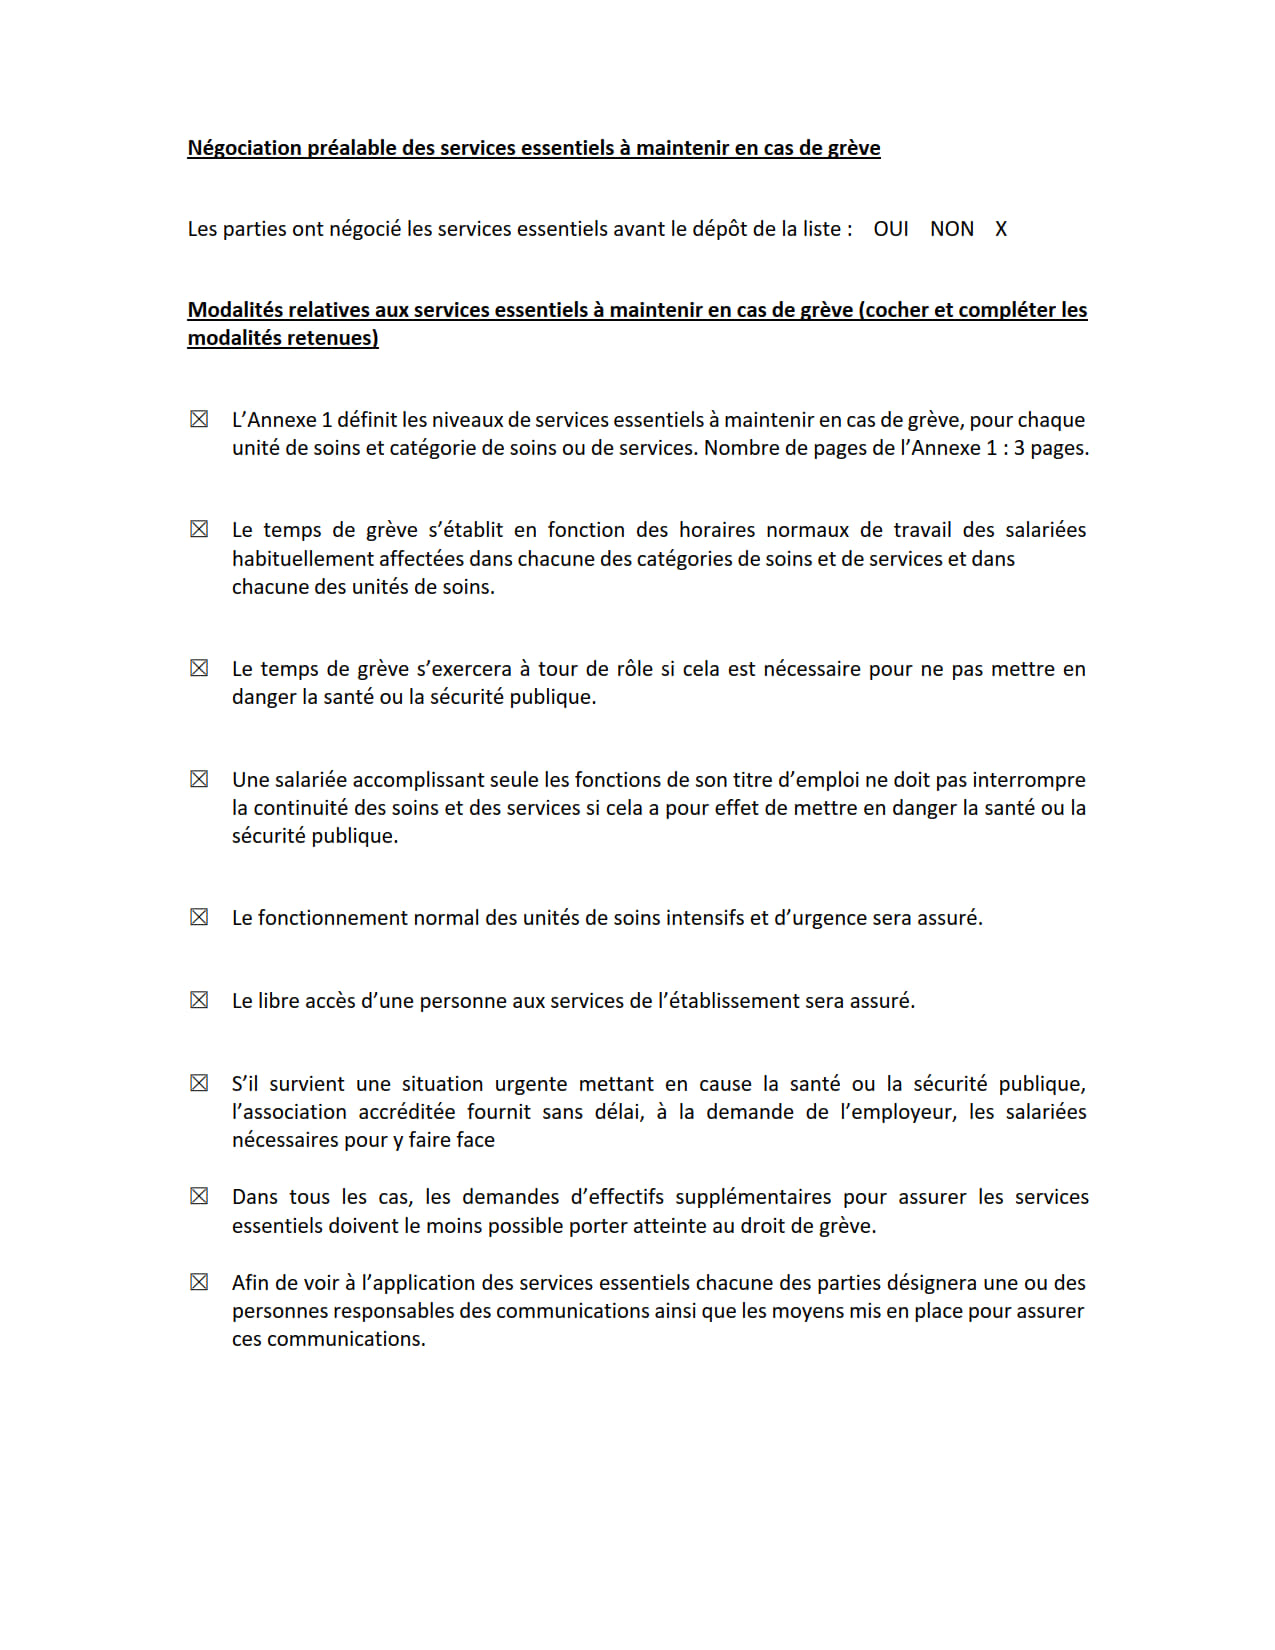 Négociation préalable des services essentiels à maintenir en cas de grève
Les parties ont négocié les services essentiels avant le dépôt de la liste : OUI NON X
Modalités relatives aux services essentiels à maintenir en cas de grève (cocher et compléter les
modalités retenues)
☒ L’Annexe 1 définit les niveaux de services essentiels à maintenir en cas de grève, pour chaque
unité de soins et catégorie de soins ou de services. Nombre de pages de l’Annexe 1 : 3 pages.
☒ Le temps de grève s’établit en fonction des horaires normaux de travail des salariées
habituellement affectées dans chacune des catégories de soins et de services et dans
chacune des unités de soins.
☒ Le temps de grève s’exercera à tour de rôle si cela est nécessaire pour ne pas mettre en
danger la santé ou la sécurité publique.
☒ Une salariée accomplissant seule les fonctions de son titre d’emploi ne doit pas interrompre
la continuité des soins et des services si cela a pour effet de mettre en danger la santé ou la
sécurité publique.
☒ Le fonctionnement normal des unités de soins intensifs et d’urgence sera assuré.
☒ Le libre accès d’une personne aux services de l’établissement sera assuré.
☒ S’il survient une situation urgente mettant en cause la santé ou la sécurité publique,
l’association accréditée fournit sans délai, à la demande de l’employeur, les salariées
nécessaires pour y faire face
☒ Dans tous les cas, les demandes d’effectifs supplémentaires pour assurer les services
essentiels doivent le moins possible porter atteinte au droit de grève.
☒ Afin de voir à l’application des services essentiels chacune des parties désignera une ou des
personnes responsables des communications ainsi que les moyens mis en place pour assurer
ces communications.